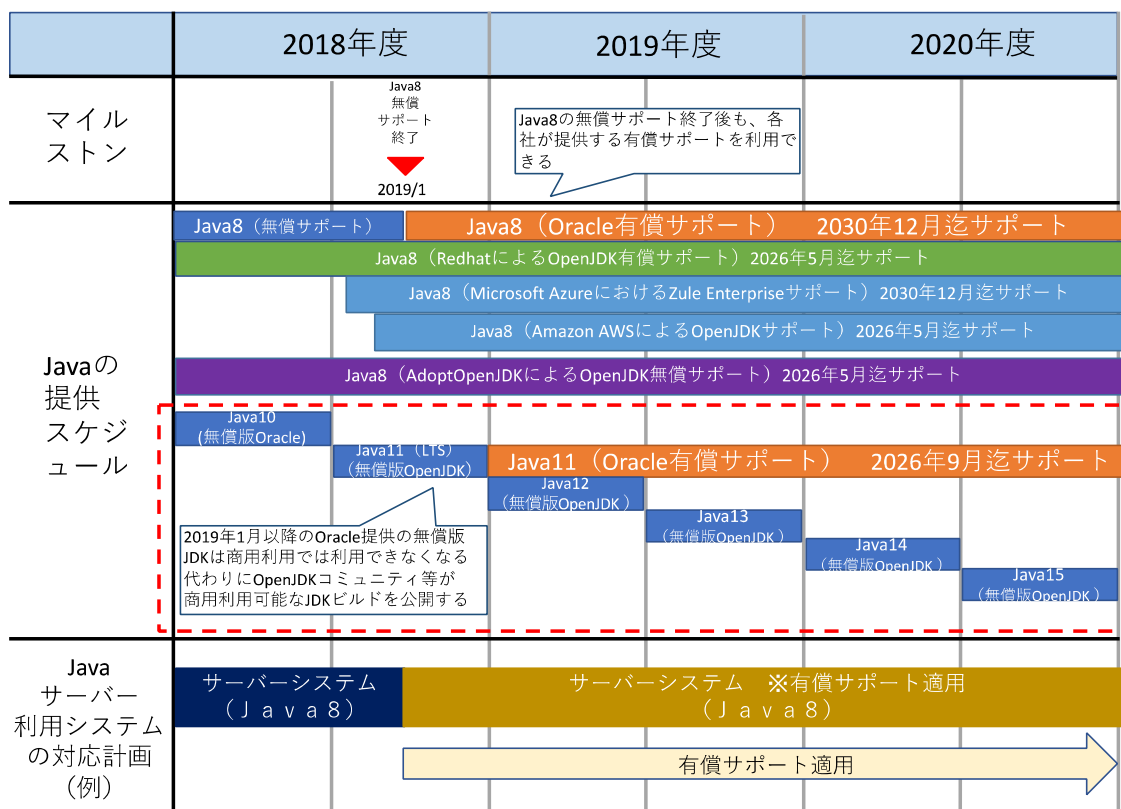 2018年度
2019年度
2020年度
マイル
ストン
Java8
無償
サポート
終了
2019/1
Java8の無償サポート終了後も、各
社が提供する有償サポートを利用で
きる
Javaの
提供
スケジ
ュール
Java8（無償サポート）
Java8（Oracle有償サポート） 2030年12月迄サポート
Java8（RedhatによるOpenJDK有償サポート）2026年5月迄サポート
Java8（Microsoft AzureにおけるZule Enterpriseサポート）2030年12月迄サポート
Java8（Amazon AWSによるOpenJDKサポート）2026年5月迄サポート
Java8（AdoptOpenJDKによるOpenJDK無償サポート）2026年5月迄サポート
Java10
(無償版Oracle)
Java11（LTS）
（無償版OpenJDK）
Java11（Oracle有償サポート） 2026年9月迄サポート
Java12
（無償版OpenJDK ）
Java13
（無償版OpenJDK ）
Java14
（無償版OpenJDK ）
Java15
（無償版OpenJDK ）
2019年1月以降のOracle提供の無償版
JDKは商用利用では利用できなくなる
代わりにOpenJDKコミュニティ等が
商用利用可能なJDKビルドを公開する
Java
サーバー
利用システム
の対応計画
（例）
サーバーシステム
（Ｊａｖａ８）
サーバーシステム ※有償サポート適用
（Ｊａｖａ８）
有償サポート適用